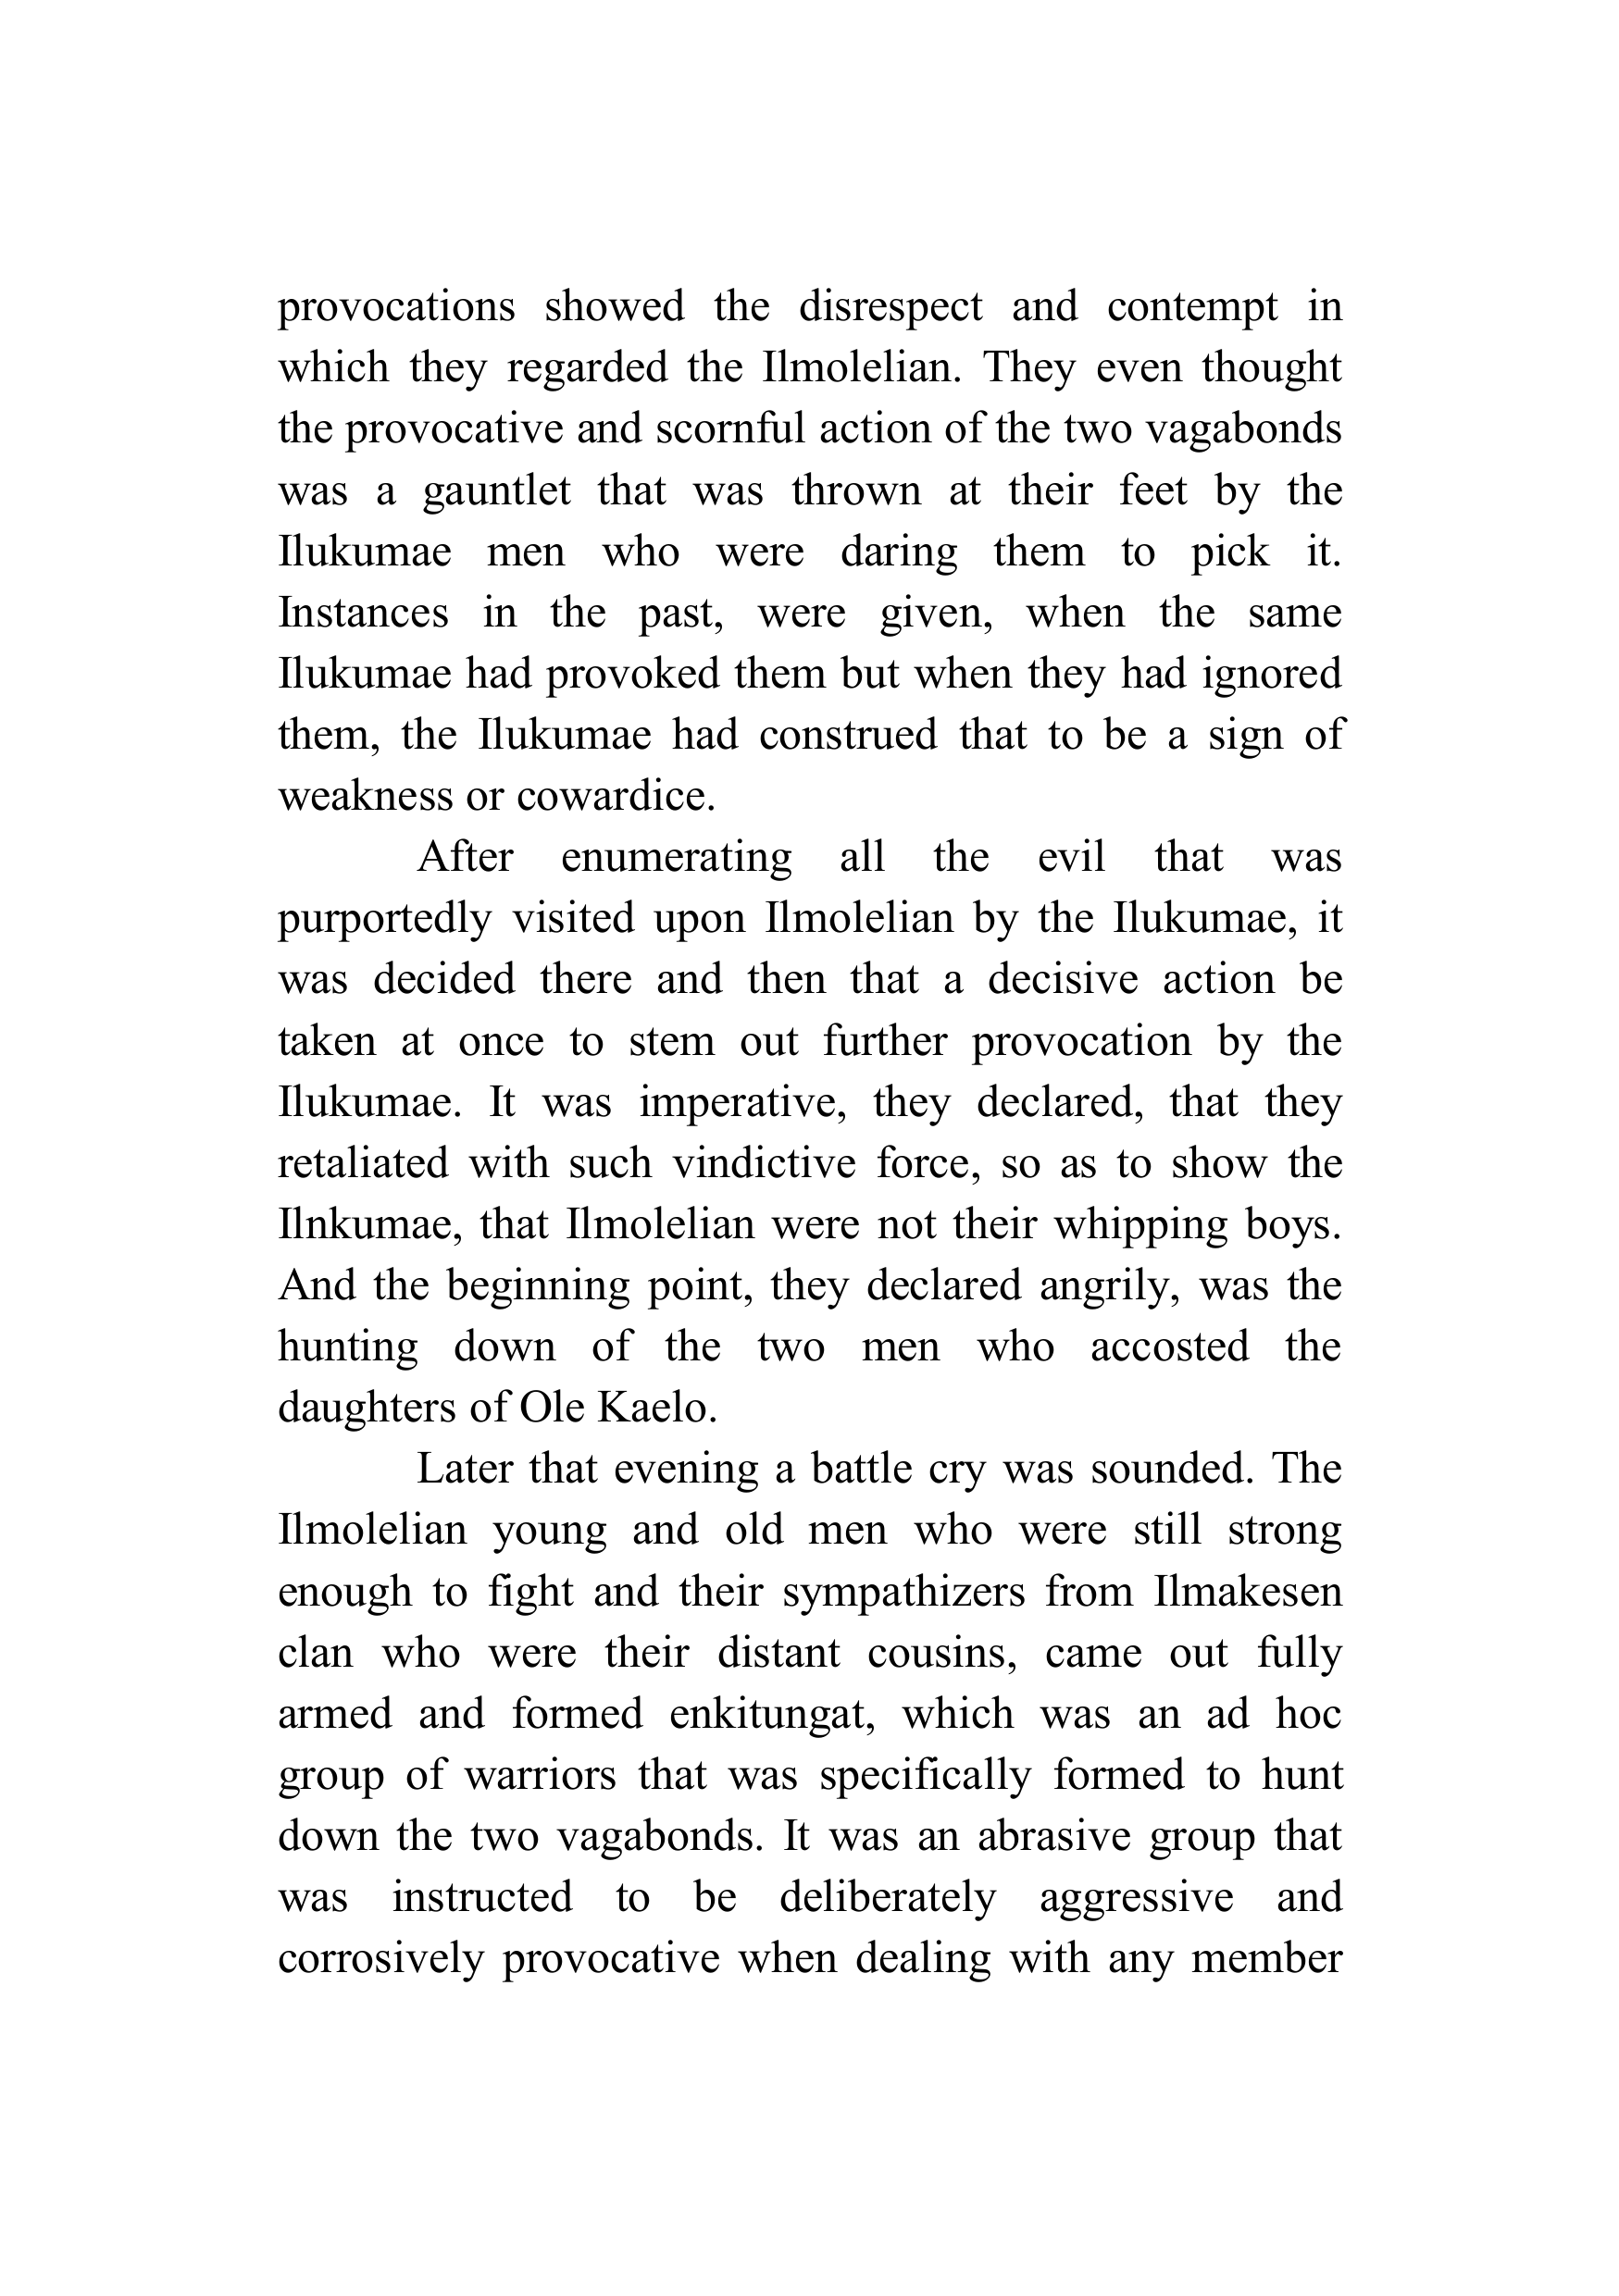 provocations showed the disrespect and contempt in
which they regarded the Ilmolelian. They even thought
the provocative and scornful action of the two vagabonds
was a gauntlet that was thrown at their feet by the
Ilukumae men who were daring them to pick it.
Instances in the past, were given, when the same
Ilukumae had provoked them but when they had ignored
them, the Ilukumae had construed that to be a sign of
weakness or cowardice.
After enumerating all the evil that was
purportedly visited upon Ilmolelian by the Ilukumae, it
was decided there and then that a decisive action be
taken at once to stem out further provocation by the
Ilukumae. It was imperative, they declared, that they
retaliated with such vindictive force, so as to show the
Ilnkumae, that Ilmolelian were not their whipping boys.
And the beginning point, they declared angrily, was the
hunting down of the two men who accosted the
daughters of Ole Kaelo.
Later that evening a battle cry was sounded. The
Ilmolelian young and old men who were still strong
enough to fight and their sympathizers from Ilmakesen
clan who were their distant cousins, came out fully
armed and formed enkitungat, which was an ad hoc
group of warriors that was specifically formed to hunt
down the two vagabonds. It was an abrasive group that
was instructed to be deliberately aggressive and
corrosively provocative when dealing with any member